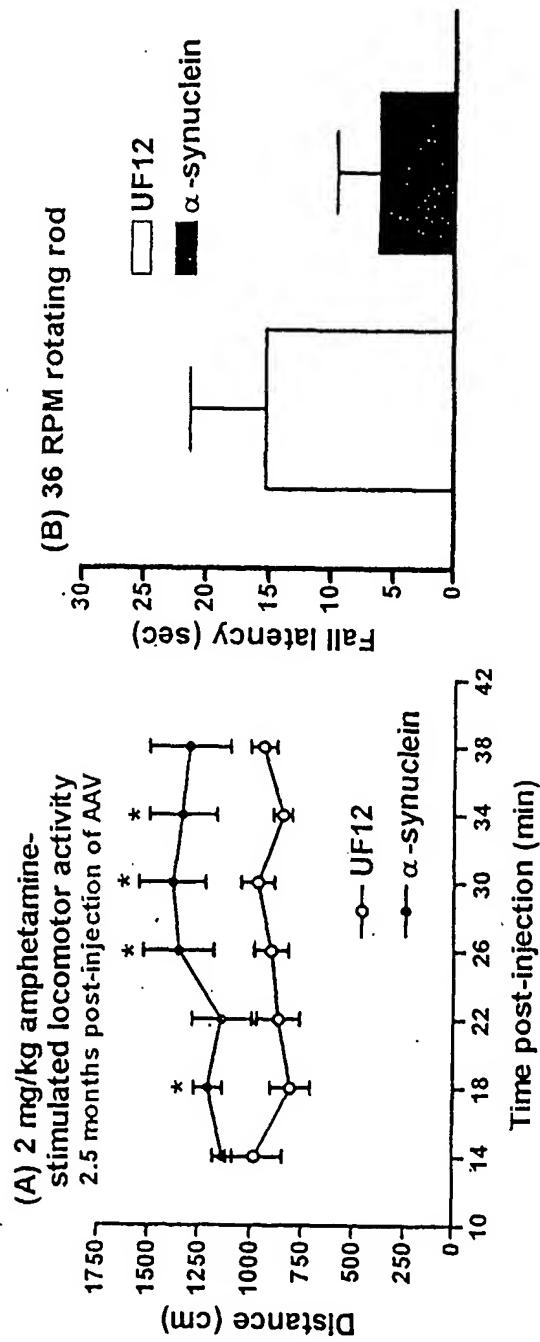 (A) 2 mg/kg amphetamine-
stimulated locomotor activity
2.5 months post-injection of AAV
Distance (cm)
1750
1500
1250
1000
750
500
250
0
*
*
*
*
UF12
α-synuclein
10
14
18
22
26
30
34
38
42
Time post-injection (min)
(B) 36 RPM rotating rod
Fall latency (sec)
30
25
20
15
10
5
0
UF12
α-synuclein